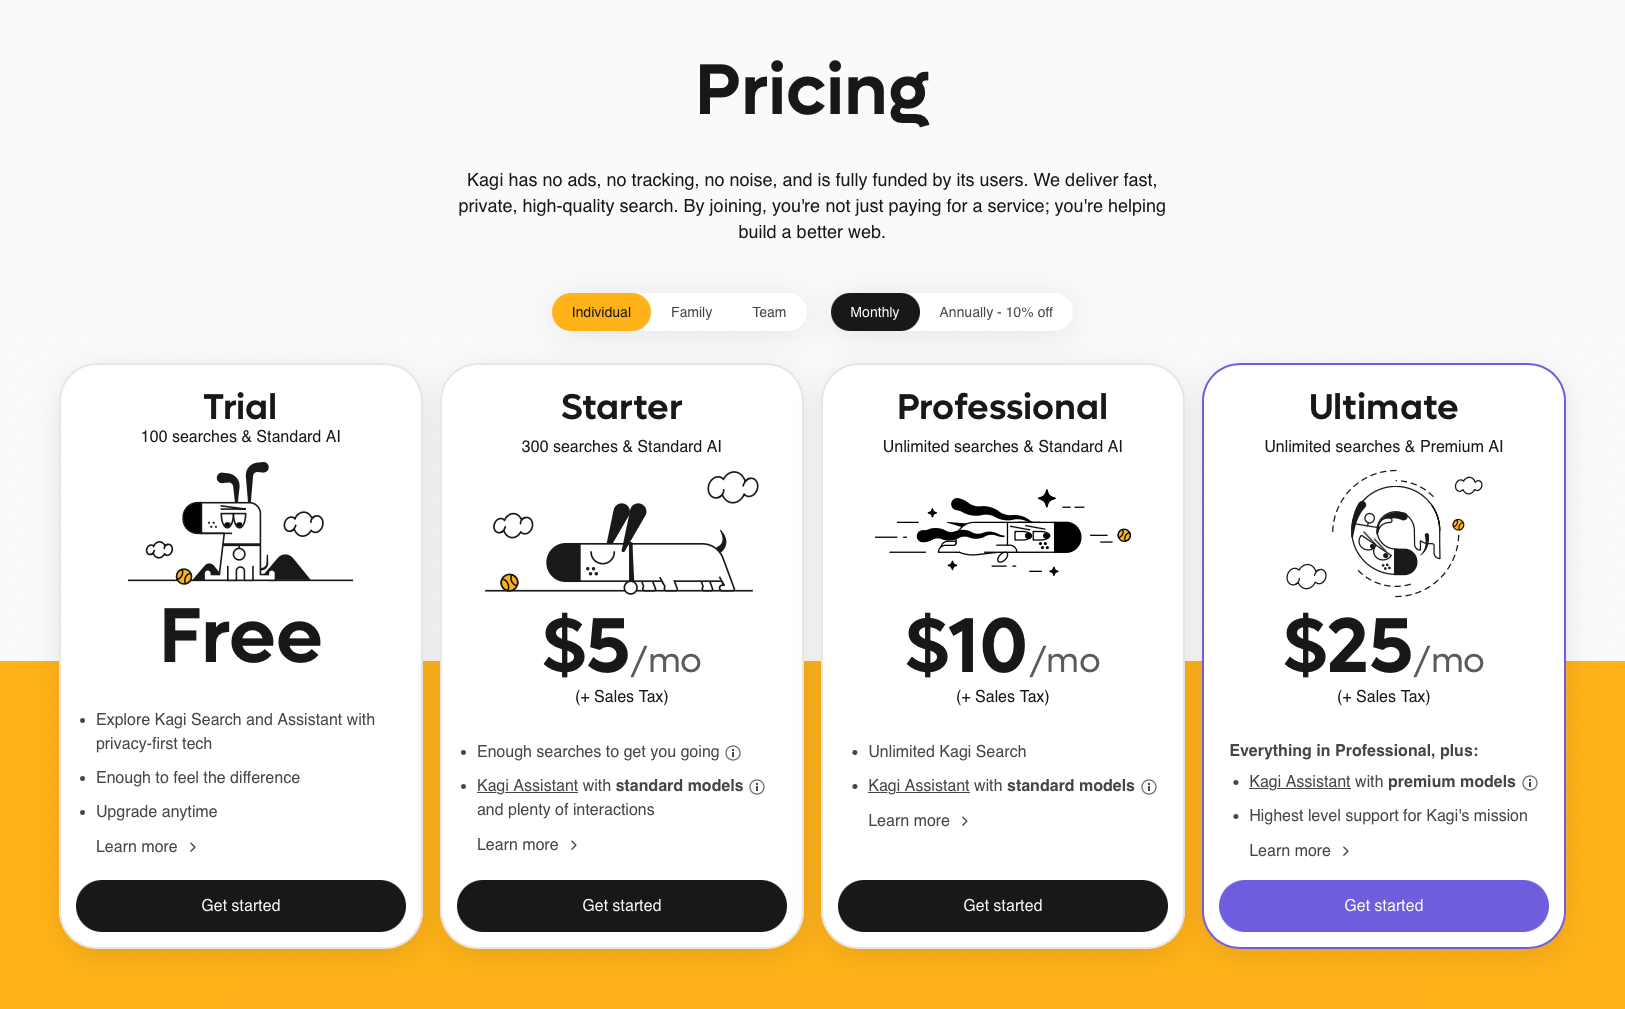 Pricing
Kagi has no ads, no tracking, no noise, and is fully funded by its users. We deliver fast,
private, high-quality search. By joining, you're not just paying for a service; you're helping
build a better web.
Individual
Family
Team
Monthly
Annually - 10% off
Trial
100 searches & Standard AI
Free
Explore Kagi Search and Assistant with
privacy-first tech
Enough to feel the difference
Upgrade anytime
Learn more
Get started
Starter
300 searches & Standard AI
$5/mo
(+ Sales Tax)
Enough searches to get you going
Kagi Assistant with standard models
and plenty of interactions
Learn more
Get started
Professional
Unlimited searches & Standard AI
$10/mo
(+ Sales Tax)
Unlimited Kagi Search
Kagi Assistant with standard models
Learn more
Get started
Ultimate
Unlimited searches & Premium AI
$25/mo
(+ Sales Tax)
Everything in Professional, plus:
Kagi Assistant with premium models
Highest level support for Kagi's mission
Learn more
Get started